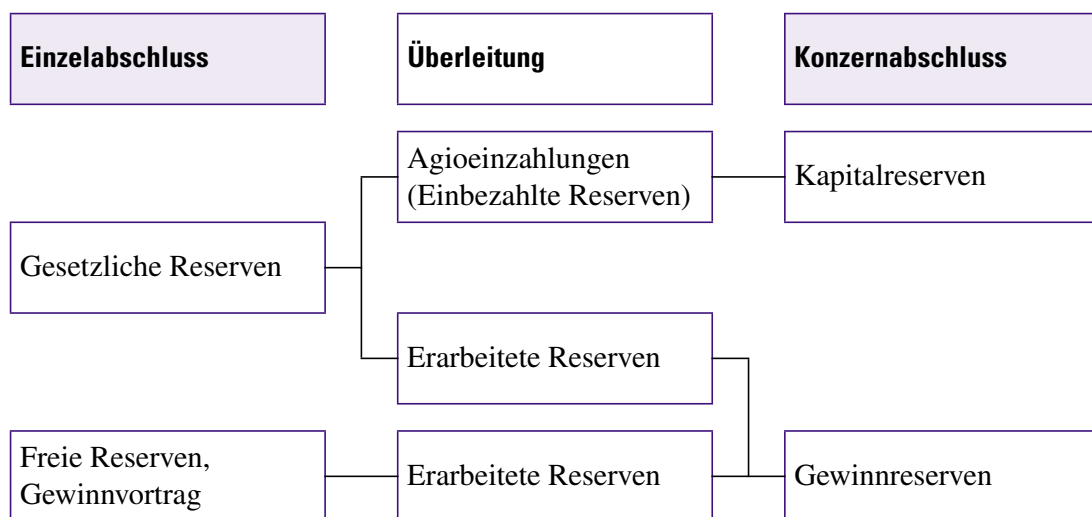 Einzelabschluss
Überleitung
Konzernabschluss
Agioeinzahlungen
(Einbezahlte Reserven)
Kapitalreserven
Gesetzliche Reserven
Erarbeitete Reserven
Freie Reserven,
Gewinnvortrag
Erarbeitete Reserven
Gewinnreserven